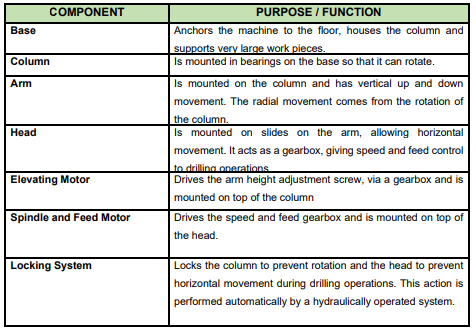 COMPONENT PURPOSE / FUNCTION
Base Anchors the machine to the floor, houses the column and
supports very large work pieces.
Column Is mounted in bearings on the base so that it can rotate.
Arm Is mounted on the column and has vertical up and down
movement. The radial movement comes from the rotation of
the column.
Head Is mounted on slides on the arm, allowing horizontal
movement. It acts as a gearbox, giving speed and feed control
to drilling operations
Elevating Motor Drives the arm height adjustment screw, via a gearbox and is
mounted on top of the column
Spindle and Feed Motor Drives the speed and feed gearbox and is mounted on top of
the head.
Locking System Locks the column to prevent rotation and the head to prevent
horizontal movement during drilling operations. This action is
performed automatically by a hydraulically operated system.